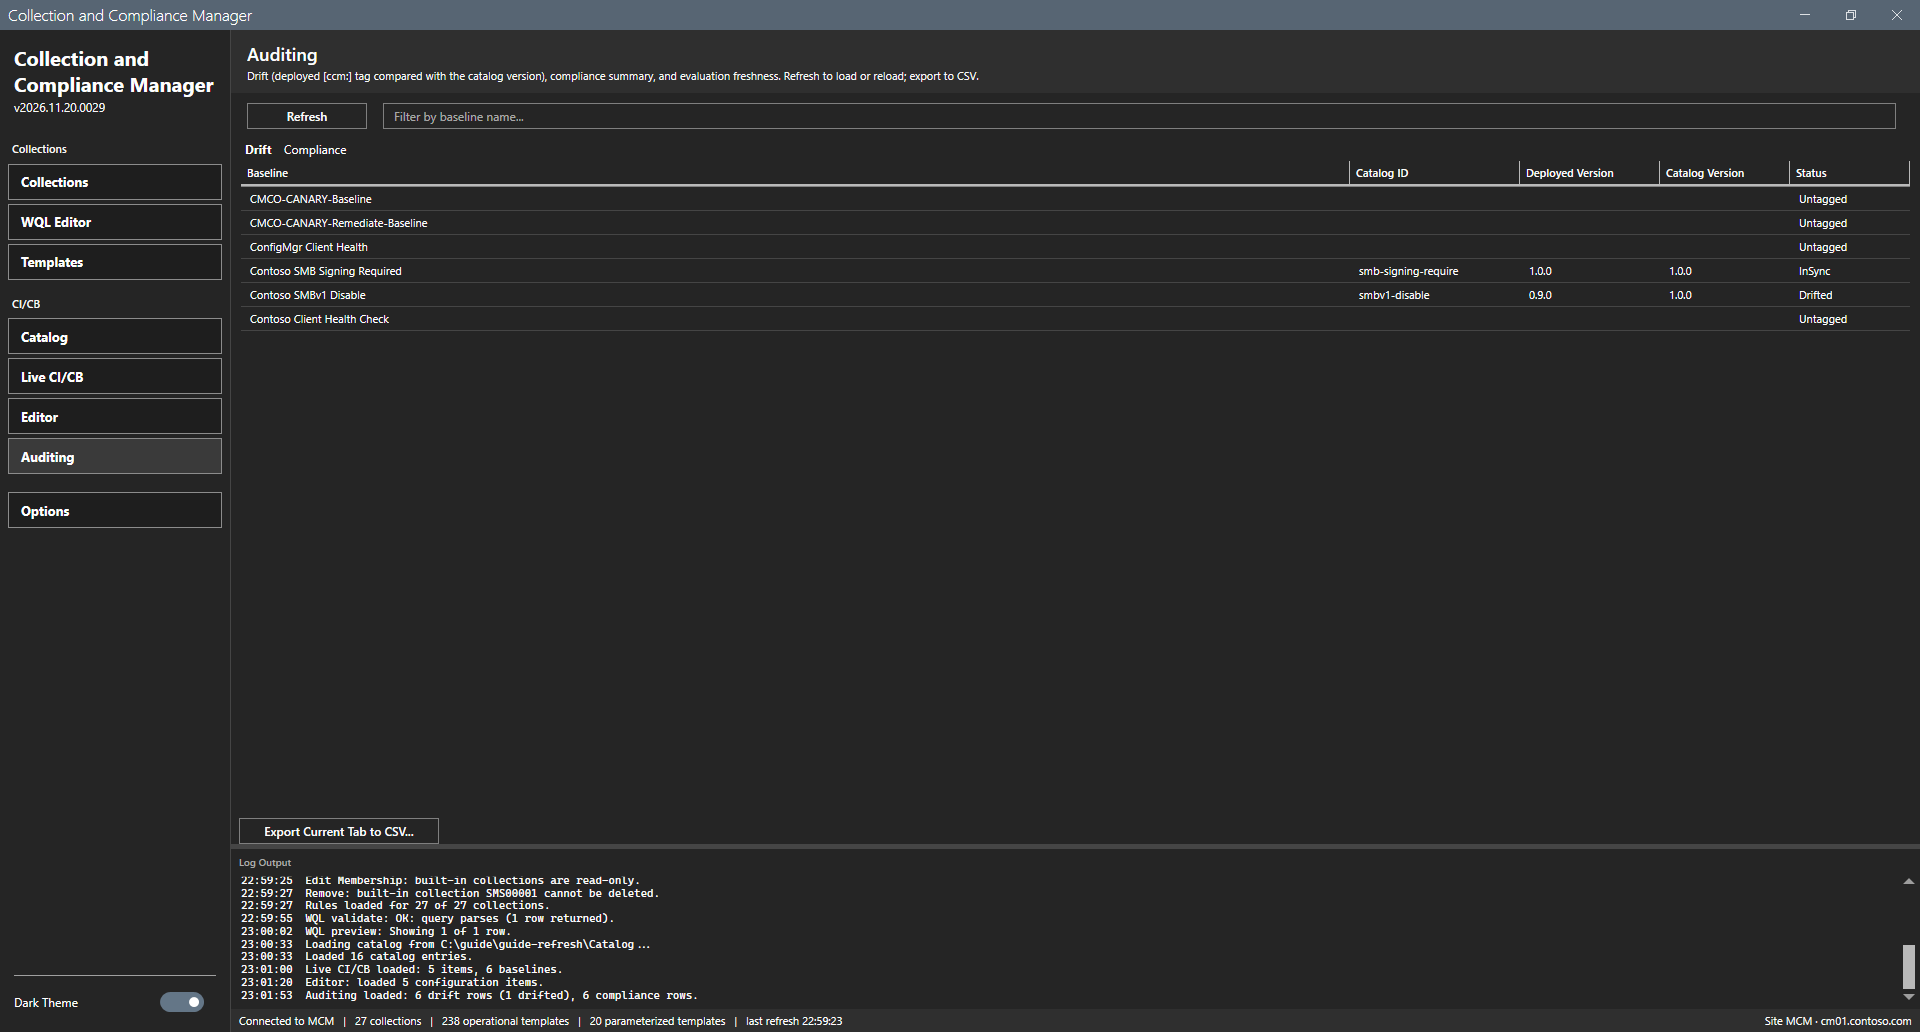 Collection and Compliance Manager
Collection and
Compliance Manager
v2026.11.20.0029
Collections
Collections
WQL Editor
Templates
CI/CB
Catalog
Live CI/CB
Editor
Auditing
Options
Dark Theme
Auditing
Drift (deployed [ccm:] tag compared with the catalog version), compliance summary, and evaluation freshness. Refresh to load or reload; export to CSV.
Refresh
Filter by baseline name...
Drift Compliance
Baseline Catalog ID Deployed Version Catalog Version Status
CMCO-CANARY-Baseline Untagged
CMCO-CANARY-Remediate-Baseline Untagged
ConfigMgr Client Health Untagged
Contoso SMB Signing Required smb-signing-require 1.0.0 1.0.0 InSync
Contoso SMBv1 Disable smbv1-disable 0.9.0 1.0.0 Drifted
Contoso Client Health Check Untagged
Export Current Tab to CSV...
Log Output
22:59:25 Edit Membership: built-in collections are read-only.
22:59:27 Remove: built-in collection SMS00001 cannot be deleted.
22:59:27 Rules loaded for 27 of 27 collections.
22:59:55 WQL validate: OK: query parses (1 row returned).
23:00:02 WQL preview: Showing 1 of 1 row.
23:00:33 Loading catalog from C:\guide\guide-refresh\Catalog...
23:00:33 Loaded 16 catalog entries.
23:01:00 Live CI/CB loaded: 5 items, 6 baselines.
23:01:20 Editor: loaded 5 configuration items.
23:01:53 Auditing loaded: 6 drift rows (1 drifted), 6 compliance rows.
Connected to MCM | 27 collections | 238 operational templates | 20 parameterized templates | last refresh 22:59:23
Site MCM · cm01.contoso.com